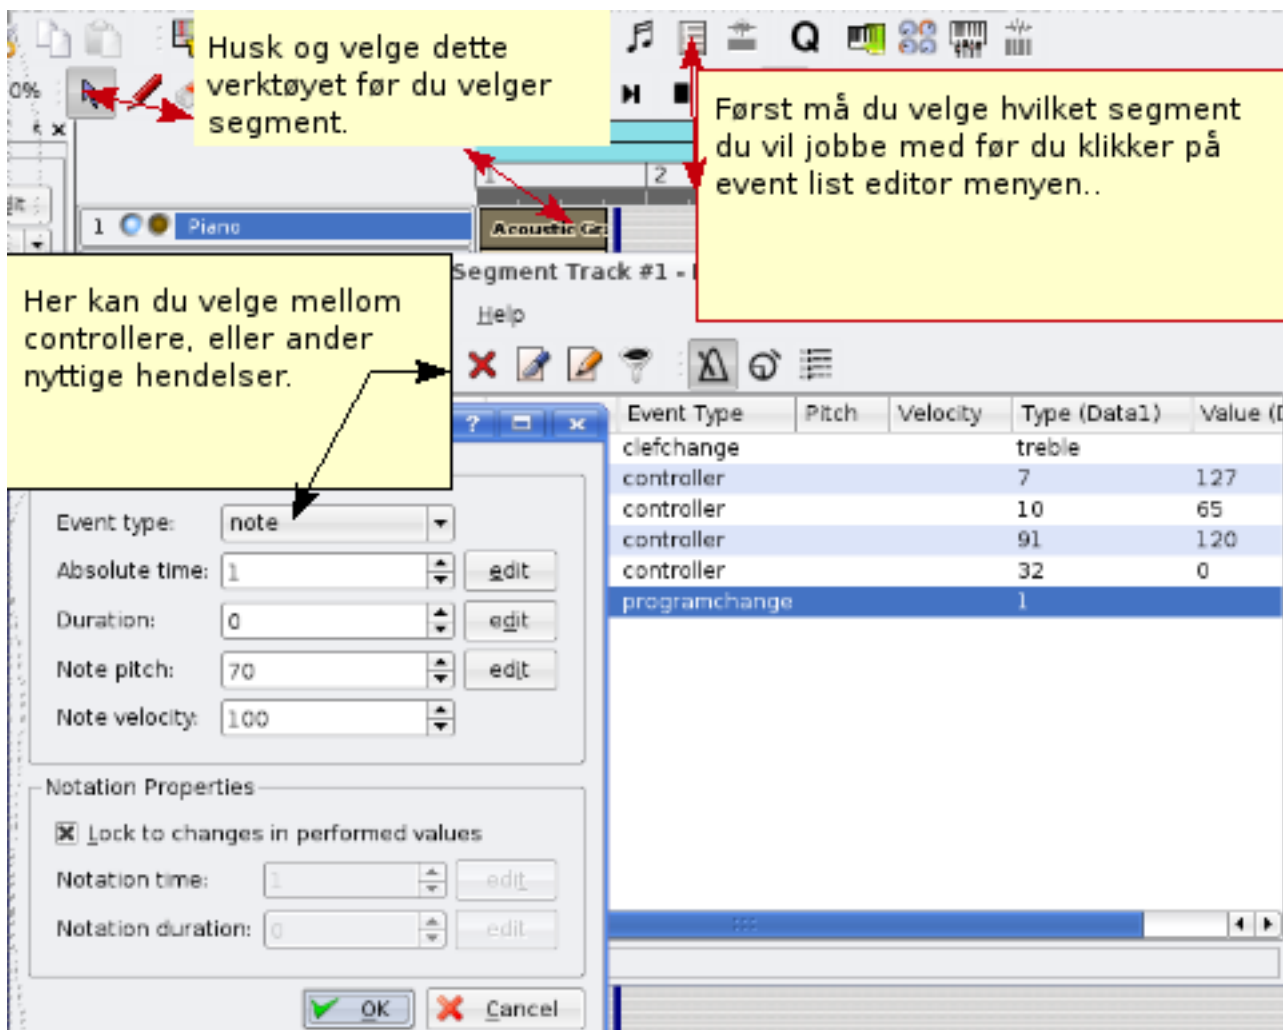 Husk og velge dette
verktøyet før du velger
segment.
0%
Q
Først må du velge hvilket segment
du vil jobbe med før du klikker på
event list editor menyen..
1
2
1 Piano
Acoustic Gr
Segment Track #1 -
Her kan du velge mellom
controllere, eller ander
nyttige hendelser.
Help
Event Type Pitch Velocity Type (Data1) Value (D
clefchange treble
controller 7 127
controller 10 65
controller 91 120
controller 32 0
programchange 1
Event type: note
Absolute time: 1 edit
Duration: 0 edit
Note pitch: 70 edit
Note velocity: 100
Notation Properties
Lock to changes in performed values
Notation time: 1 edit
Notation duration: 0 edit
OK Cancel